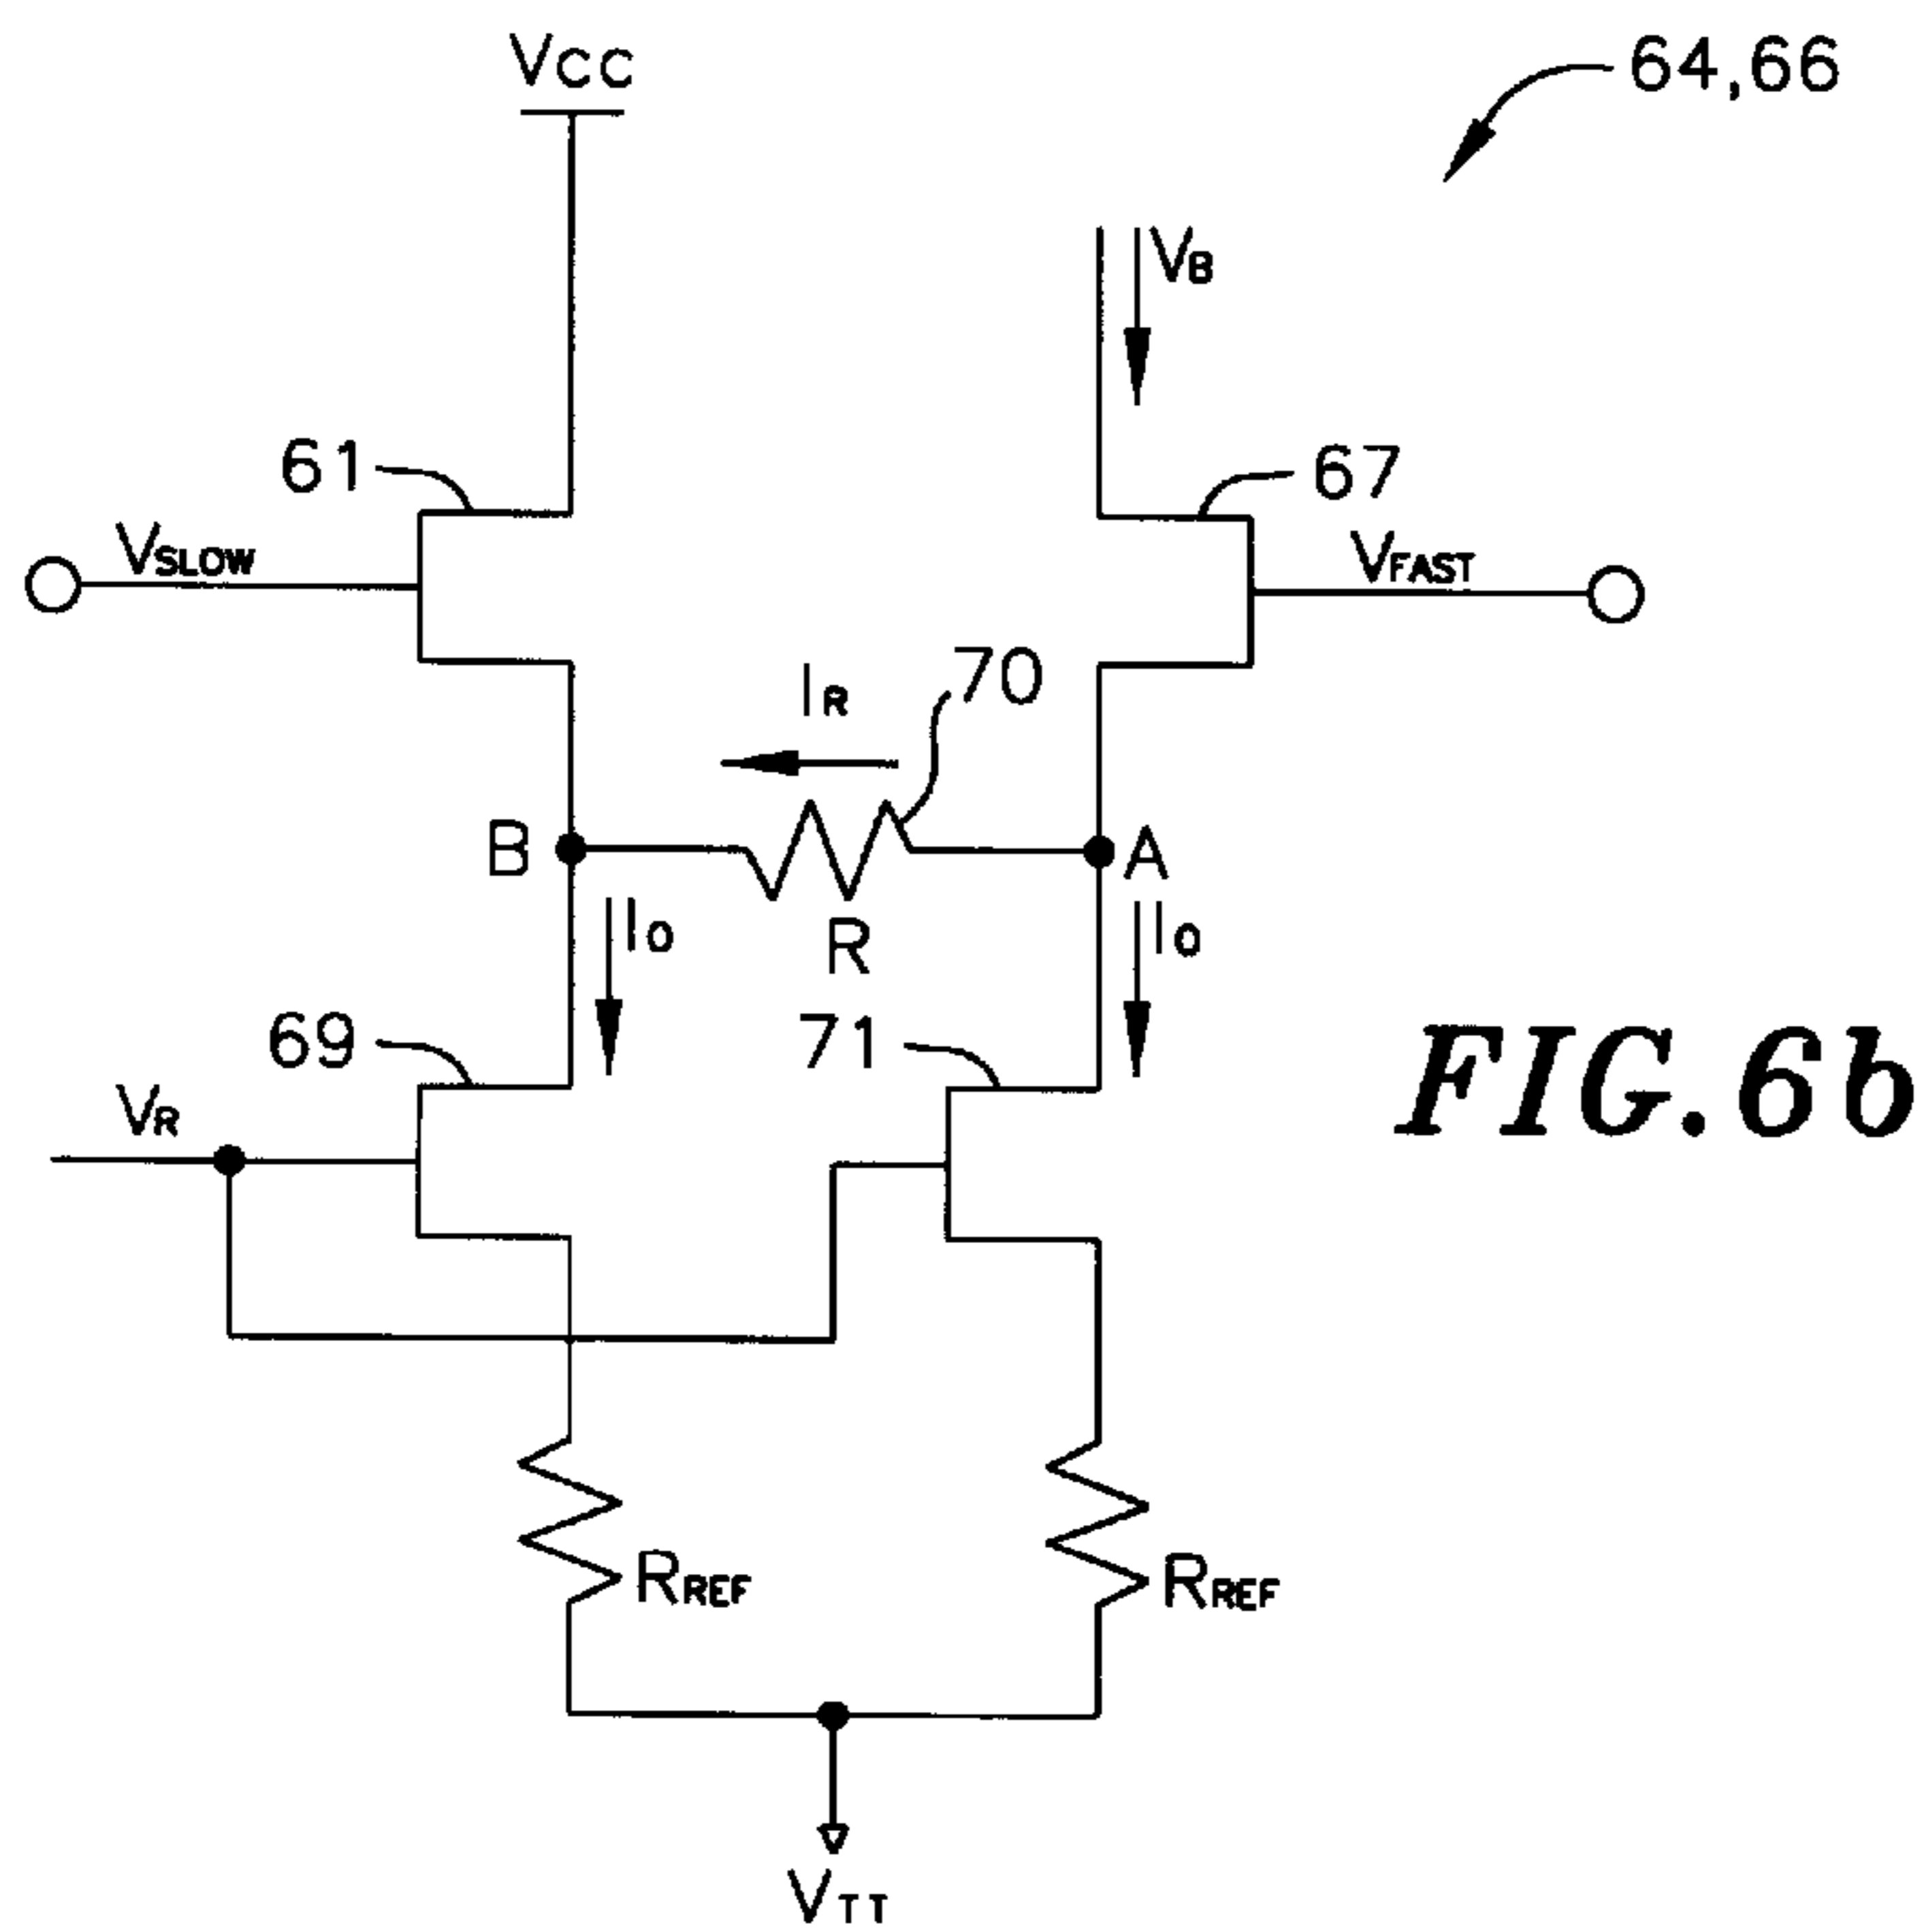 VCC
64,66
VB
61
67
VSLOW
VFAST
70
IR
B
A
IO
IO
R
69
71
FIG. 6b
VR
RREF
RREF
VTT